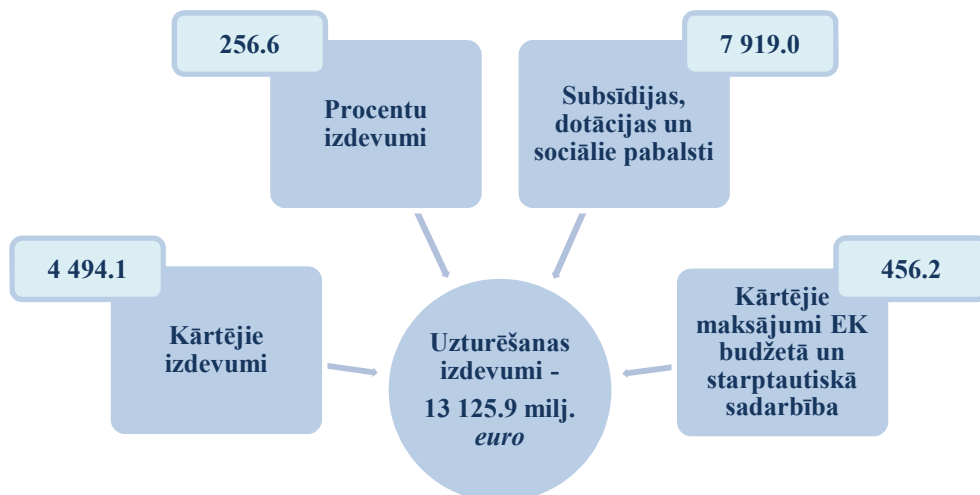 256.6
Procentu
izdevumi
7 919.0
Subsīdijas,
dotācijas un
sociālie pabalsti
4 494.1
Kārtējie
izdevumi
Uzturēšanas
izdevumi -
13 125.9 milj.
euro
456.2
Kārtējie
maksājumi EK
budžetā un
starptautiskā
sadarbība